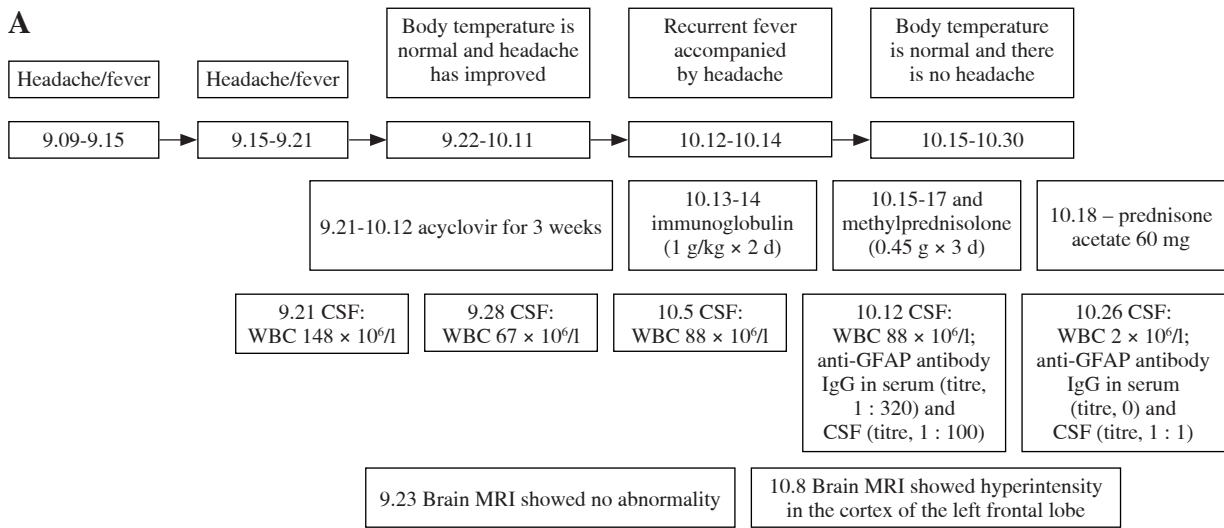 A
Headache/fever
Headache/fever
Body temperature is
normal and headache
has improved
Recurrent fever
accompanied
by headache
Body temperature
is normal and there
is no headache
9.09-9.15
9.15-9.21
9.22-10.11
10.12-10.14
10.15-10.30
9.21-10.12 acyclovir for 3 weeks
10.13-14
immunoglobulin
(1 g/kg × 2 d)
10.15-17 and
methylprednisolone
(0.45 g × 3 d)
10.18 – prednisone
acetate 60 mg
9.21 CSF:
WBC 148 × 10⁶/l
9.28 CSF:
WBC 67 × 10⁶/l
10.5 CSF:
WBC 88 × 10⁶/l
10.12 CSF:
WBC 88 × 10⁶/l;
anti-GFAP antibody
IgG in serum (titre,
1 : 320) and
CSF (titre, 1 : 100)
10.26 CSF:
WBC 2 × 10⁶/l;
anti-GFAP antibody
IgG in serum
(titre, 0) and
CSF (titre, 1 : 1)
9.23 Brain MRI showed no abnormality
10.8 Brain MRI showed hyperintensity
in the cortex of the left frontal lobe